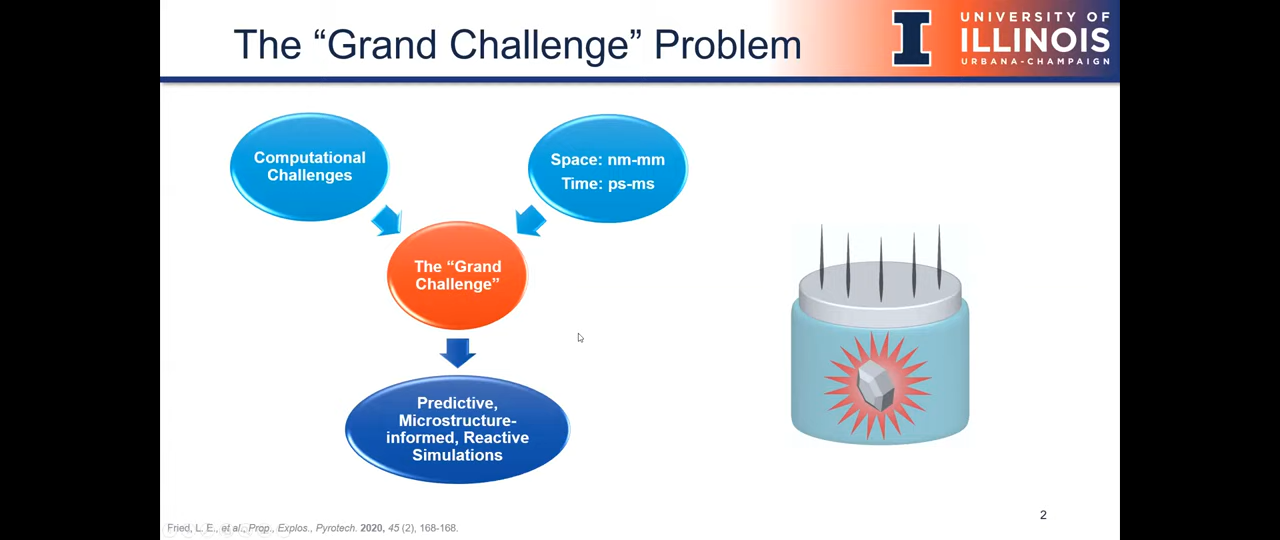 The “Grand Challenge” Problem
UNIVERSITY OF
ILLINOIS
URBANA-CHAMPAIGN
Computational
Challenges
Space: nm-mm
Time: ps-ms
The “Grand
Challenge”
Predictive,
Microstructure-
informed, Reactive
Simulations
Fried, L. E., et al., Prop., Explos., Pyrotech. 2020, 45 (2), 168-168.
2